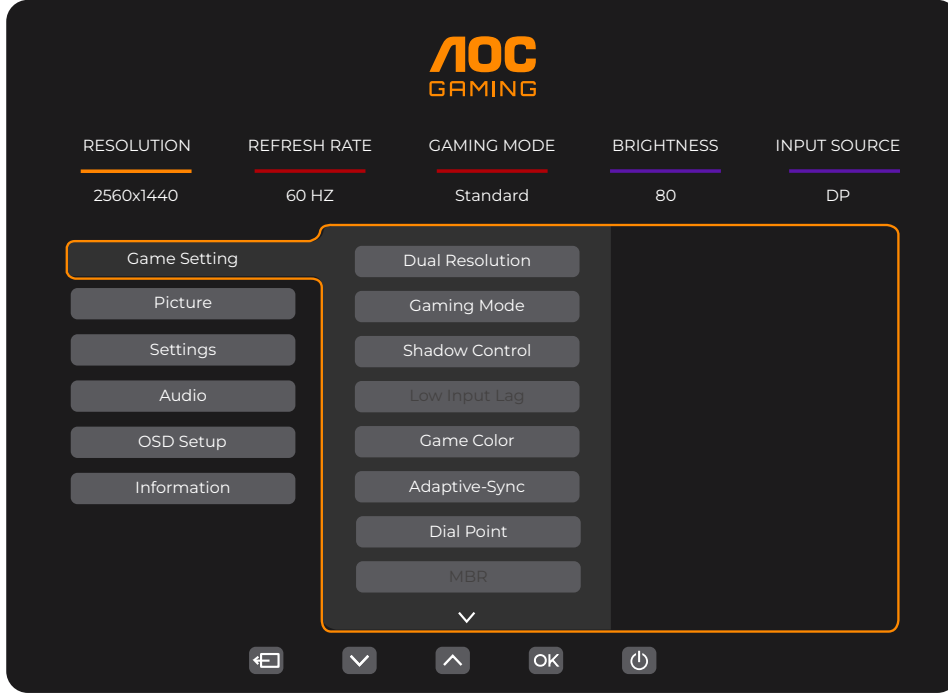 AOC
GAMING
RESOLUTION REFRESH RATE GAMING MODE BRIGHTNESS INPUT SOURCE
2560x1440 60 HZ Standard 80 DP
Game Setting
Picture
Settings
Audio
OSD Setup
Information
Dual Resolution
Gaming Mode
Shadow Control
Low Input Lag
Game Color
Adaptive-Sync
Dial Point
MBR
OK